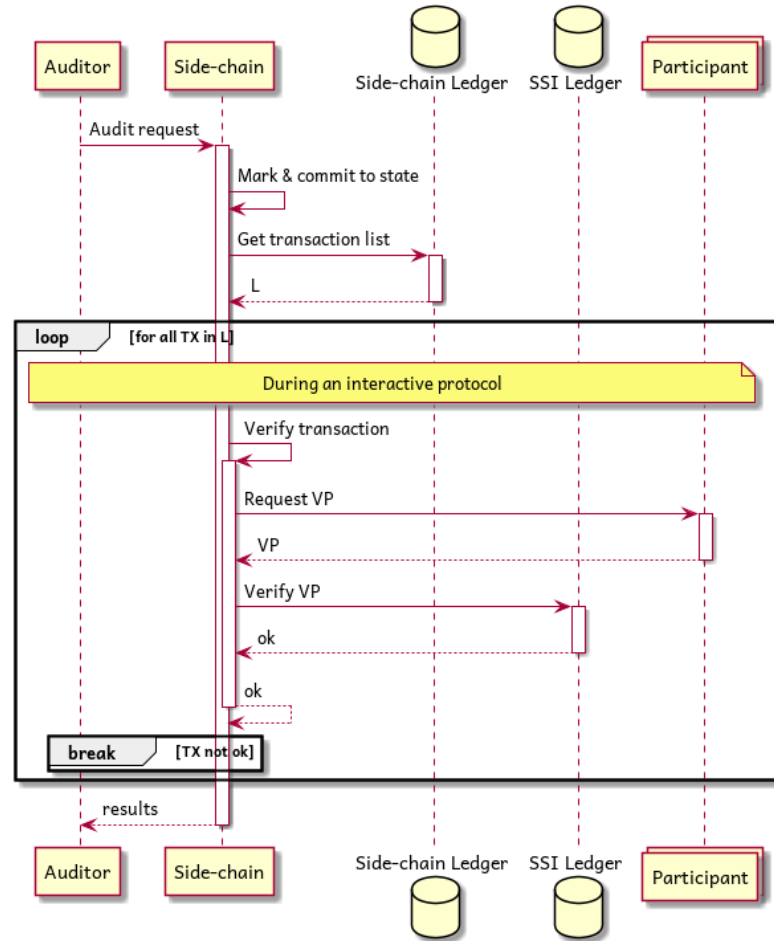 Auditor
Side-chain
Side-chain Ledger
SSI Ledger
Participant
Audit request
Mark & commit to state
Get transaction list
L
loop
[for all TX in L]
During an interactive protocol
Verify transaction
Request VP
VP
Verify VP
ok
ok
break
[TX not ok]
results
Auditor
Side-chain
Side-chain Ledger
SSI Ledger
Participant